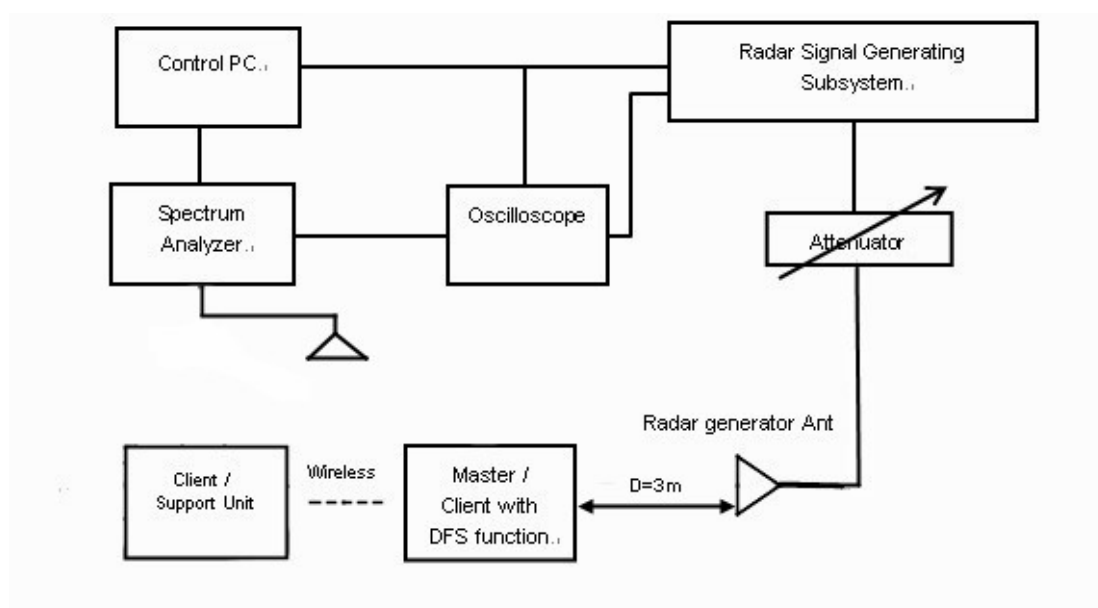 Control PC
Radar Signal Generating
Subsystem
Spectrum
Analyzer
Oscilloscope
Attenuator
Radar generator Ant
Client /
Support Unit
Wireless
Master /
Client with
DFS function
D=3m